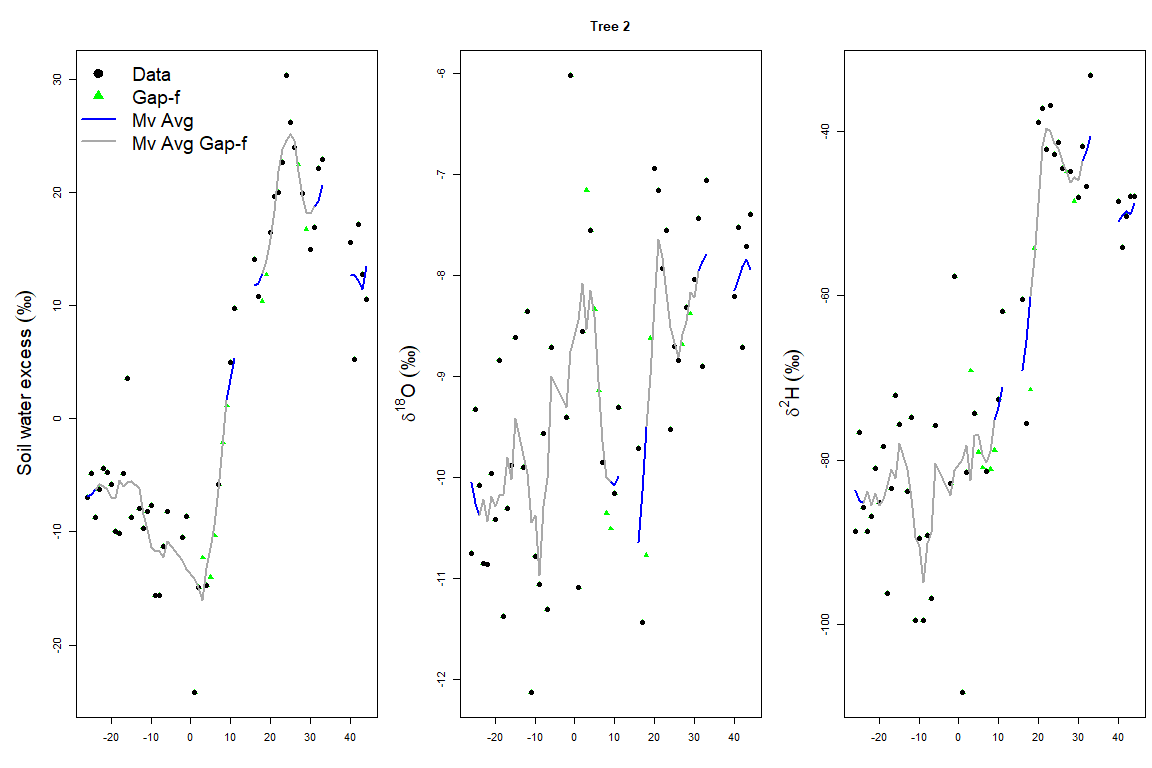 Tree 2
Soil water excess (‰)
30
20
10
0
-10
-20
-20 -10 0 10 20 30 40
Data
Gap-f
Mv Avg
Mv Avg Gap-f
δ18O (‰)
-6
-7
-8
-9
-10
-11
-12
-20 -10 0 10 20 30 40
δ2H (‰)
-40
-60
-80
-100
-20 -10 0 10 20 30 40